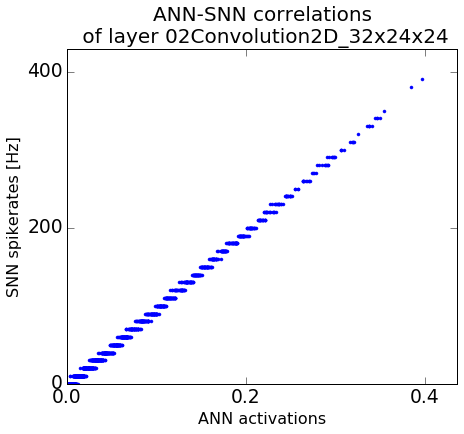 ANN-SNN correlations
of layer 02Convolution2D_32x24x24
400
200
0
SNN spikerates [Hz]
0.0 0.2 0.4
ANN activations